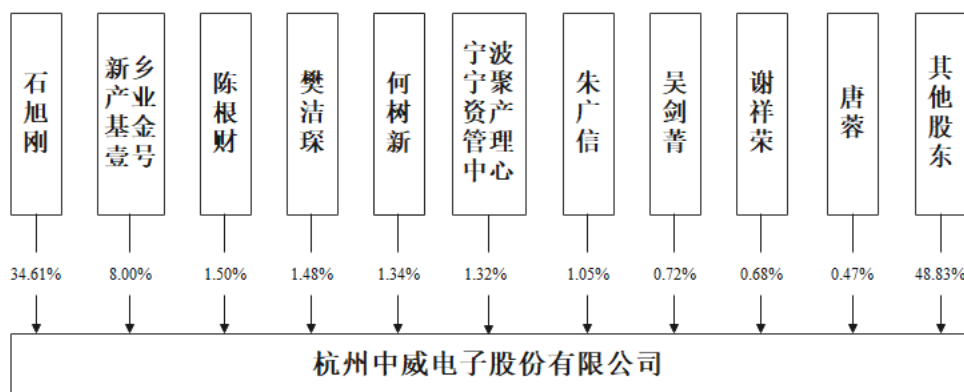 石旭刚
新乡产业基金壹号
陈根财
樊洁琛
何树新
宁波宁聚资产管理中心
朱广信
吴剑菁
谢祥荣
唐蓉
其他股东
34.61%
8.00%
1.50%
1.48%
1.34%
1.32%
1.05%
0.72%
0.68%
0.47%
48.83%
杭州中威电子股份有限公司